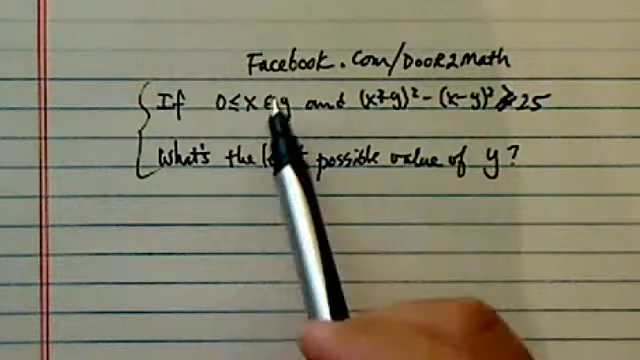 Facebook.com/Door2Math
If 0≤x≤y and (x+y)² - (x-y)² ≥ 25
What's the possible value of y?